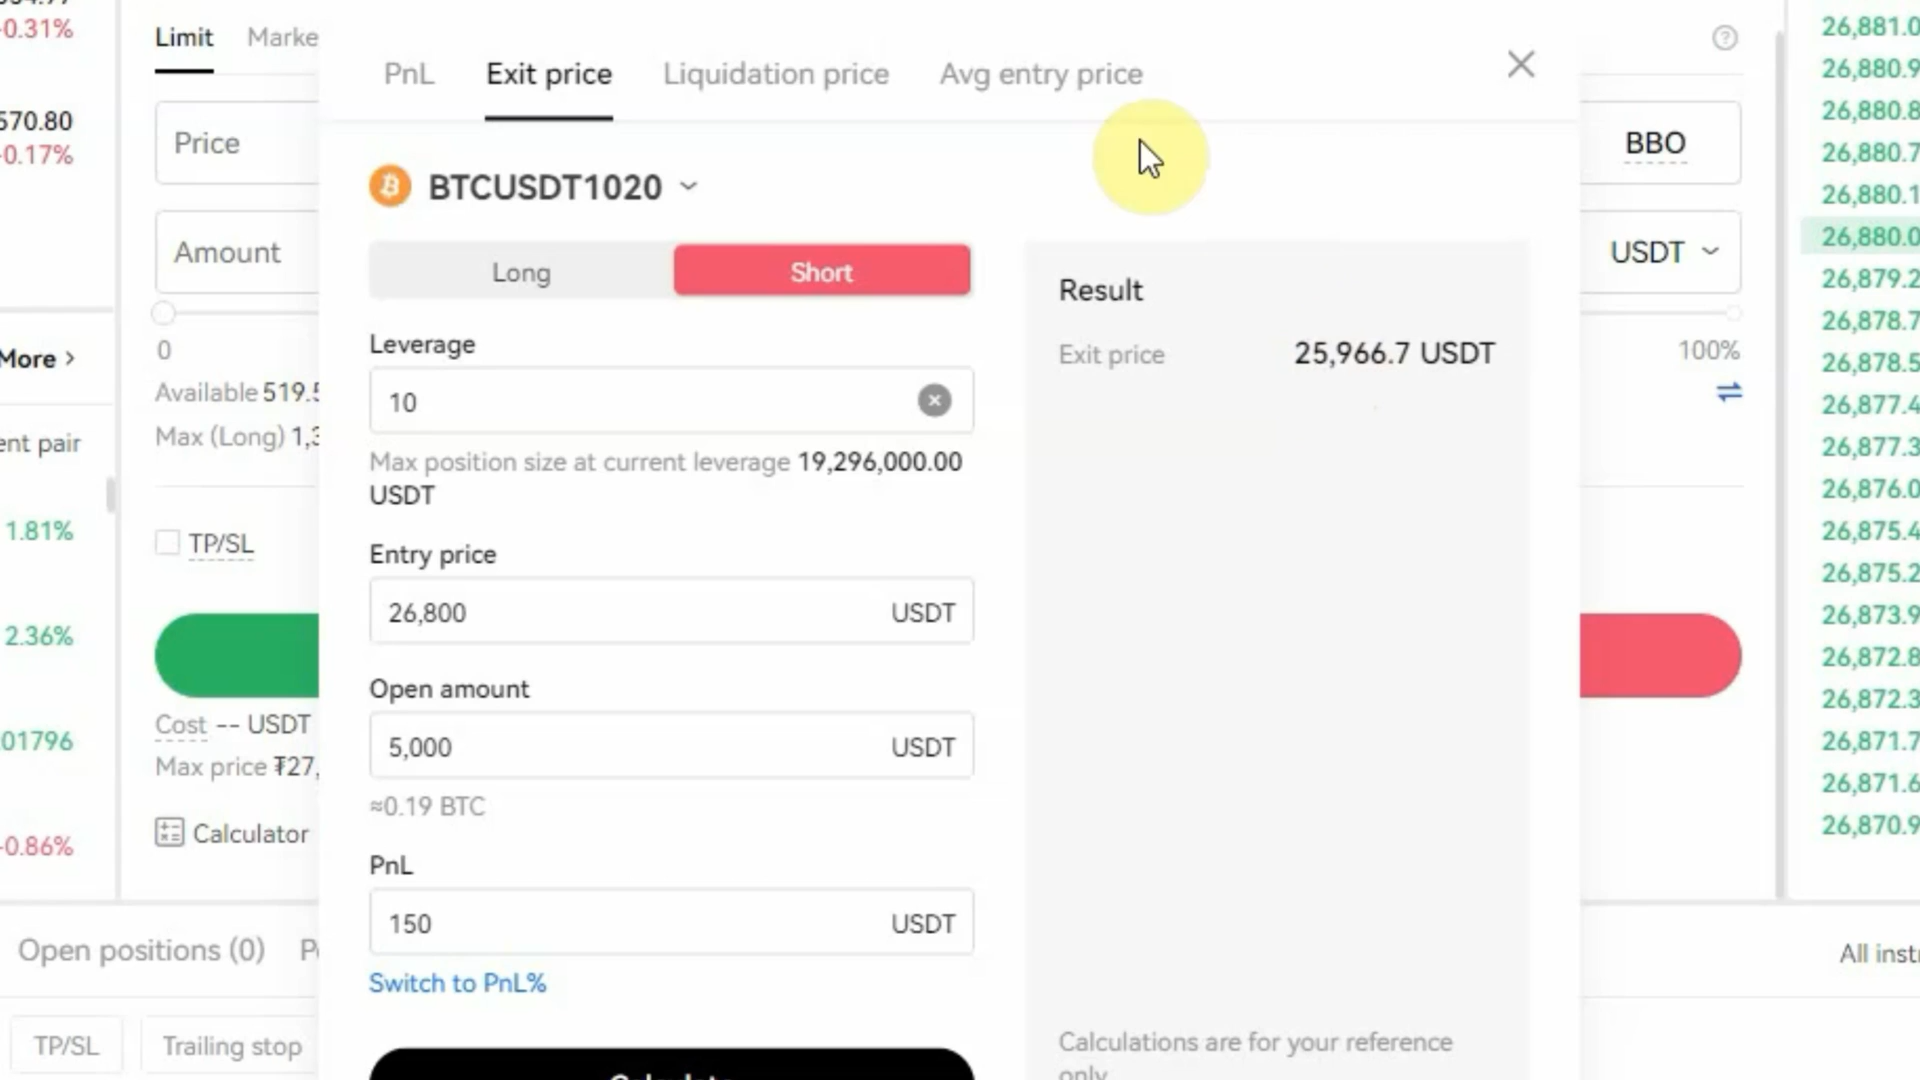 -0.31%
570.80
-0.17%
More >
ent pair
1.81%
2.36%
01796
-0.86%
Limit Marke
Price
Amount
0
Available 519.5
Max (Long) 1,3
TP/SL
Cost -- USDT
Max price ₮27,
Calculator
PnL Exit price Liquidation price Avg entry price
BTCUSDT1020
Long Short
Leverage
10
Max position size at current leverage 19,296,000.00
USDT
Entry price
26,800 USDT
Open amount
5,000 USDT
≈0.19 BTC
PnL
150 USDT
Switch to PnL%
Result
Exit price 25,966.7 USDT
Calculations are for your reference
only
BBO
USDT
100%
26,881.0
26,880.9
26,880.8
26,880.7
26,880.1
26,880.0
26,879.2
26,878.7
26,878.5
26,877.4
26,877.3
26,876.0
26,875.4
26,875.2
26,873.9
26,872.8
26,872.3
26,871.7
26,871.6
26,870.9
Open positions (0)
All instr
TP/SL Trailing stop